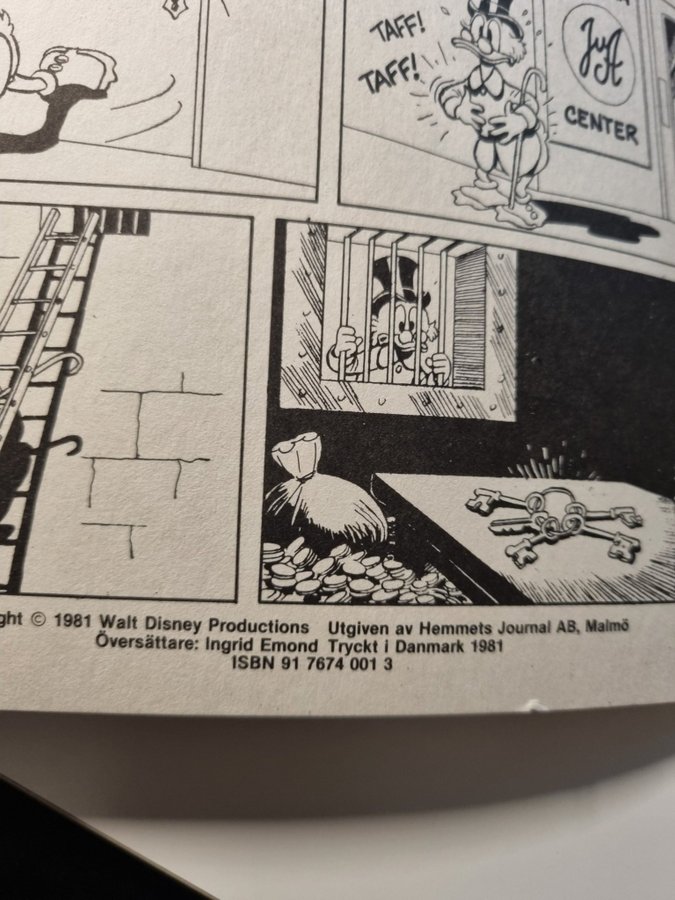 TAFF!
TAFF!
JuA
CENTER
ght © 1981 Walt Disney Productions Utgiven av Hemmets Journal AB, Malmö
Översättare: Ingrid Emond Tryckt i Danmark 1981
ISBN 91 7674 001 3